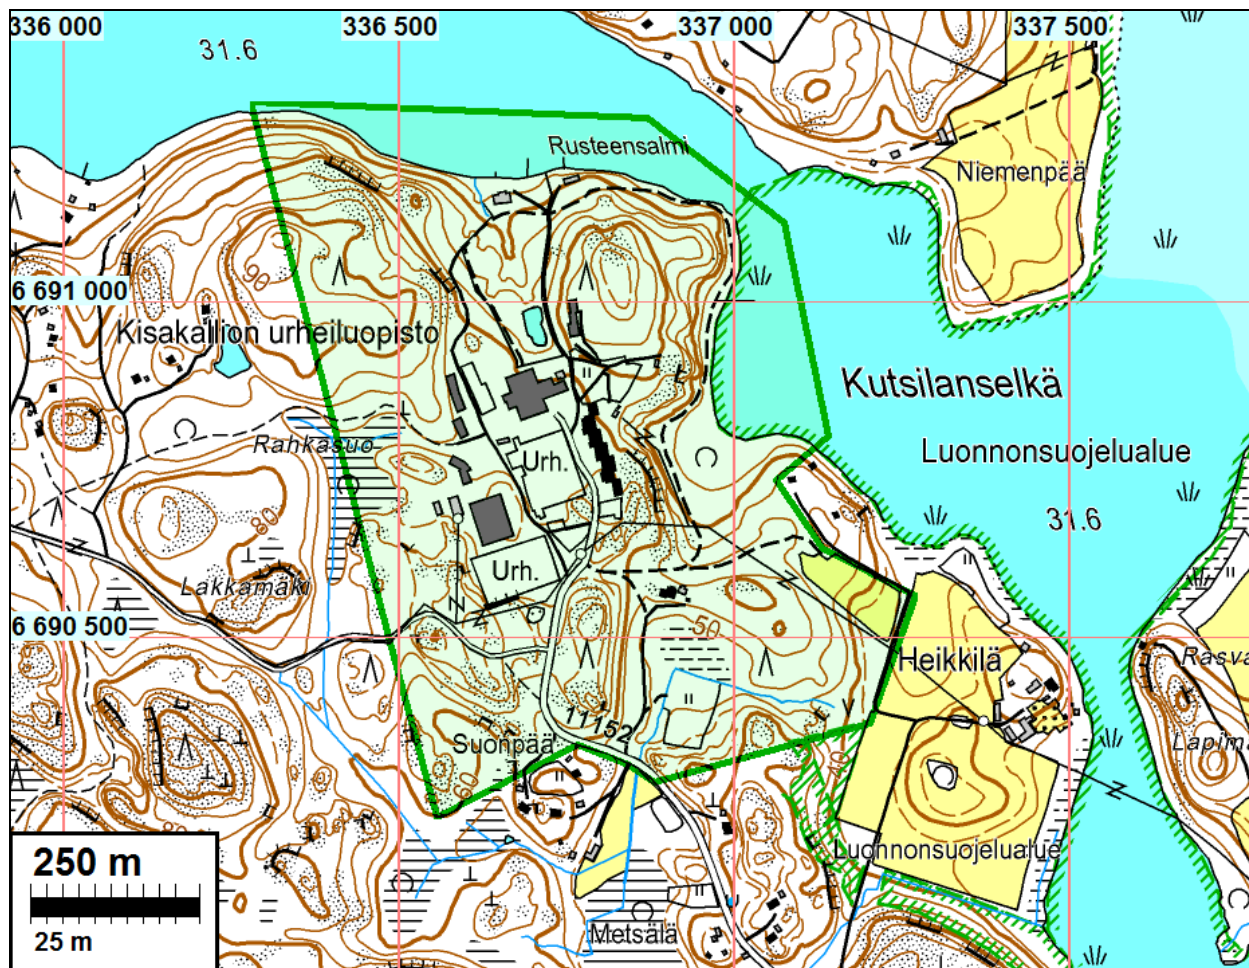 336 000
336 500
337 000
337 500
31.6
Rusteensalmi
Niemenpää
90
6 691 000
Kisakallion urheiluopisto
Kutsilanselkä
Rahkasuo
Urh.
Luonnonsuojelualue
80
31.6
Lakkamäki
Urh.
6 690 500
50
Heikkilä
Rasva
11152
Suonpää
Lapim
40
60
250 m
Luonnonsuojelualue
25 m
Metsälä